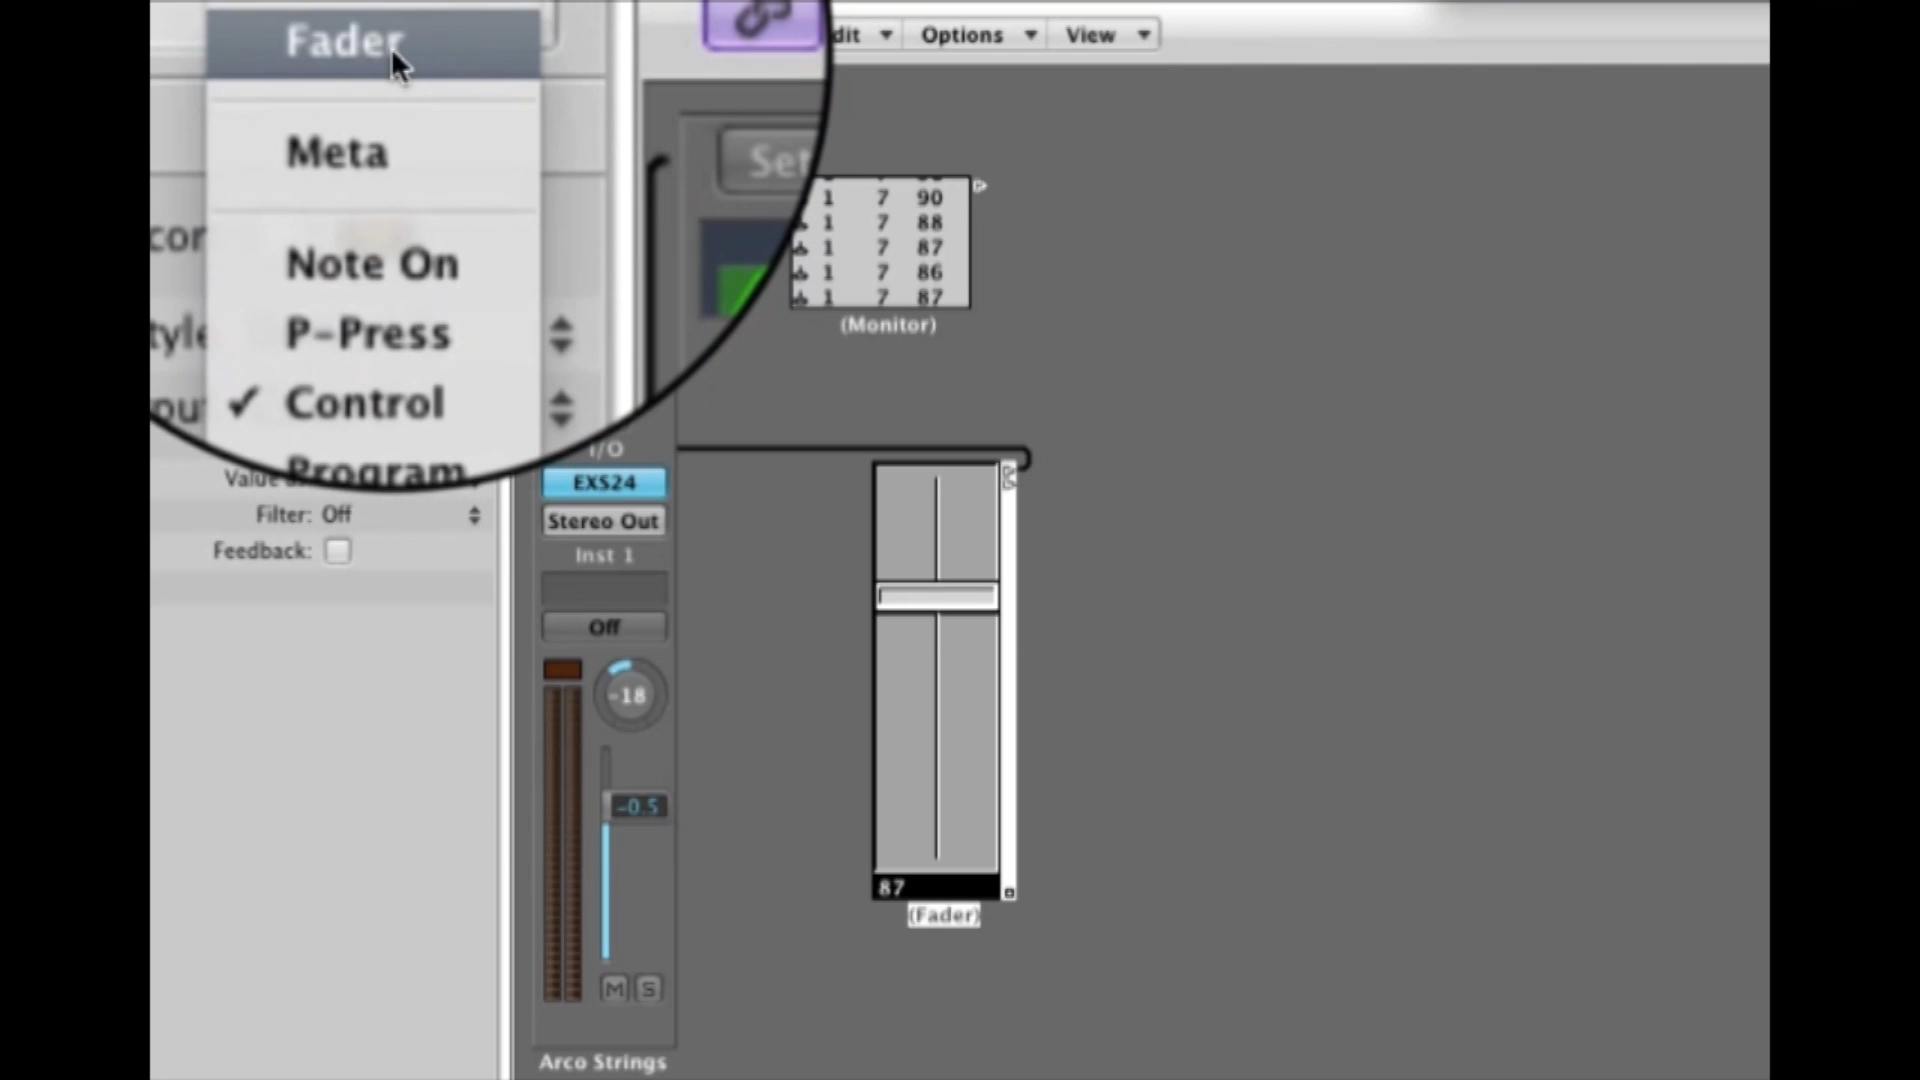 Fader
Meta
Note On
P-Press
✓ Control
Program
Options
View
dit
Set
1 7 90
1 7 88
1 7 87
1 7 86
1 7 87
(Monitor)
I/O
EXS24
Stereo Out
Inst 1
Off
-18
-0.5
M S
Arco Strings
Filter: Off
Feedback:
87
(Fader)